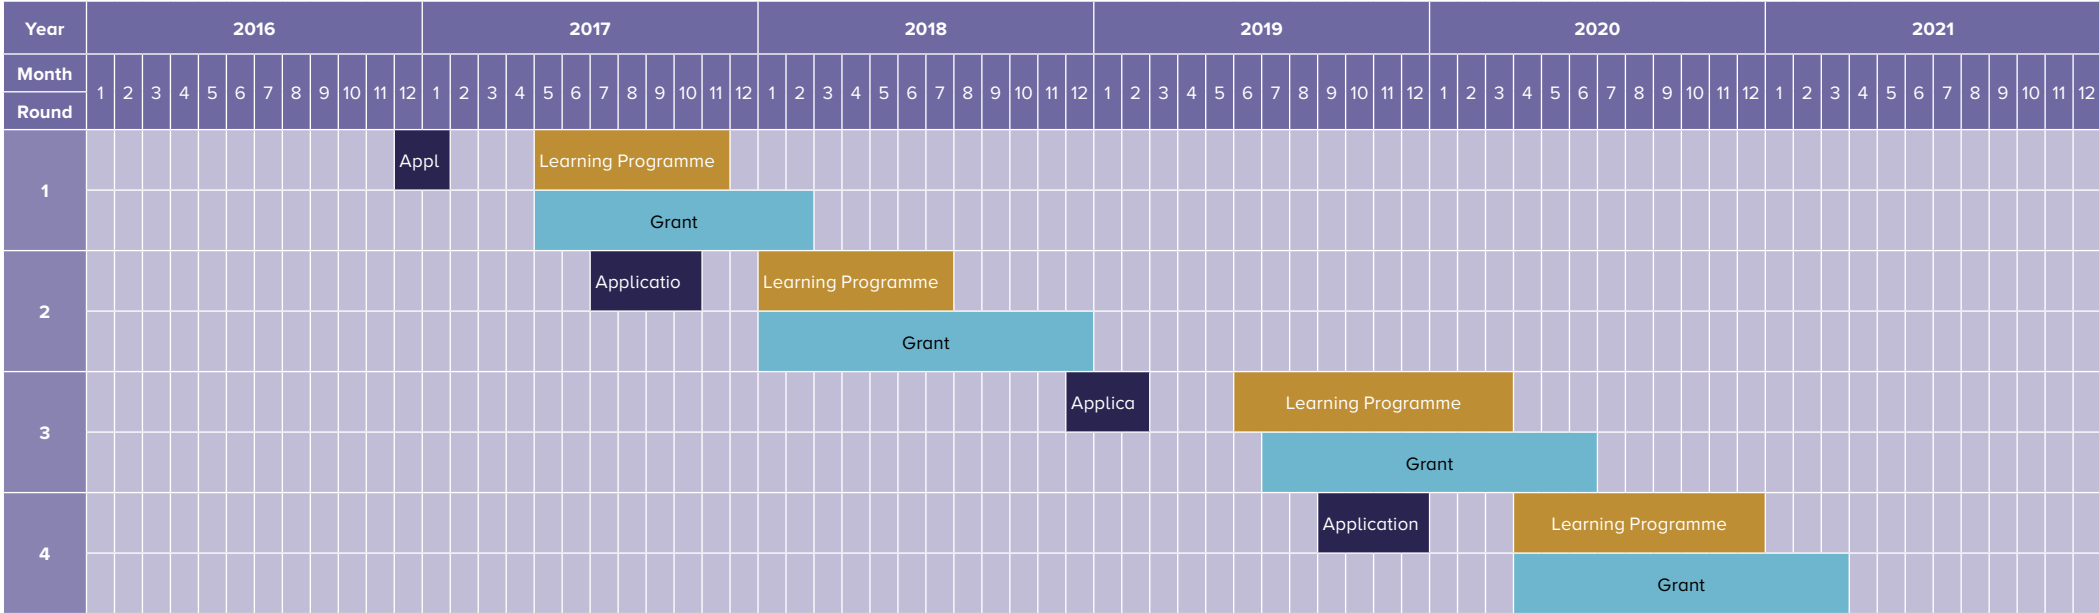 Year 2016 2017 2018 2019 2020 2021
Month
1 2 3 4 5 6 7 8 9 10 11 12 1 2 3 4 5 6 7 8 9 10 11 12 1 2 3 4 5 6 7 8 9 10 11 12 1 2 3 4 5 6 7 8 9 10 11 12 1 2 3 4 5 6 7 8 9 10 11 12 1 2 3 4 5 6 7 8 9 10 11 12
Round
Appl Learning Programme
1
Grant
Applicatio Learning Programme
2
Grant
Applica Learning Programme
3
Grant
Application Learning Programme
4
Grant